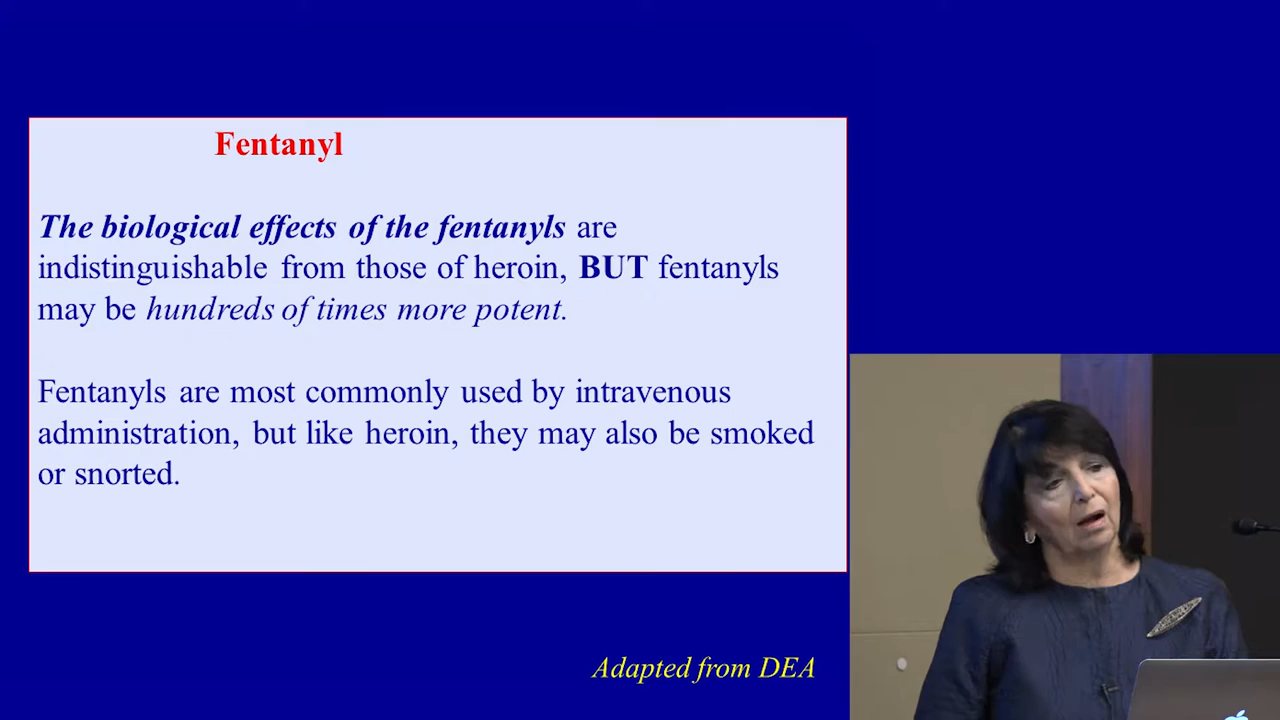 Fentanyl
The biological effects of the fentanyls are
indistinguishable from those of heroin, BUT fentanyls
may be hundreds of times more potent.
Fentanyls are most commonly used by intravenous
administration, but like heroin, they may also be smoked
or snorted.
Adapted from DEA